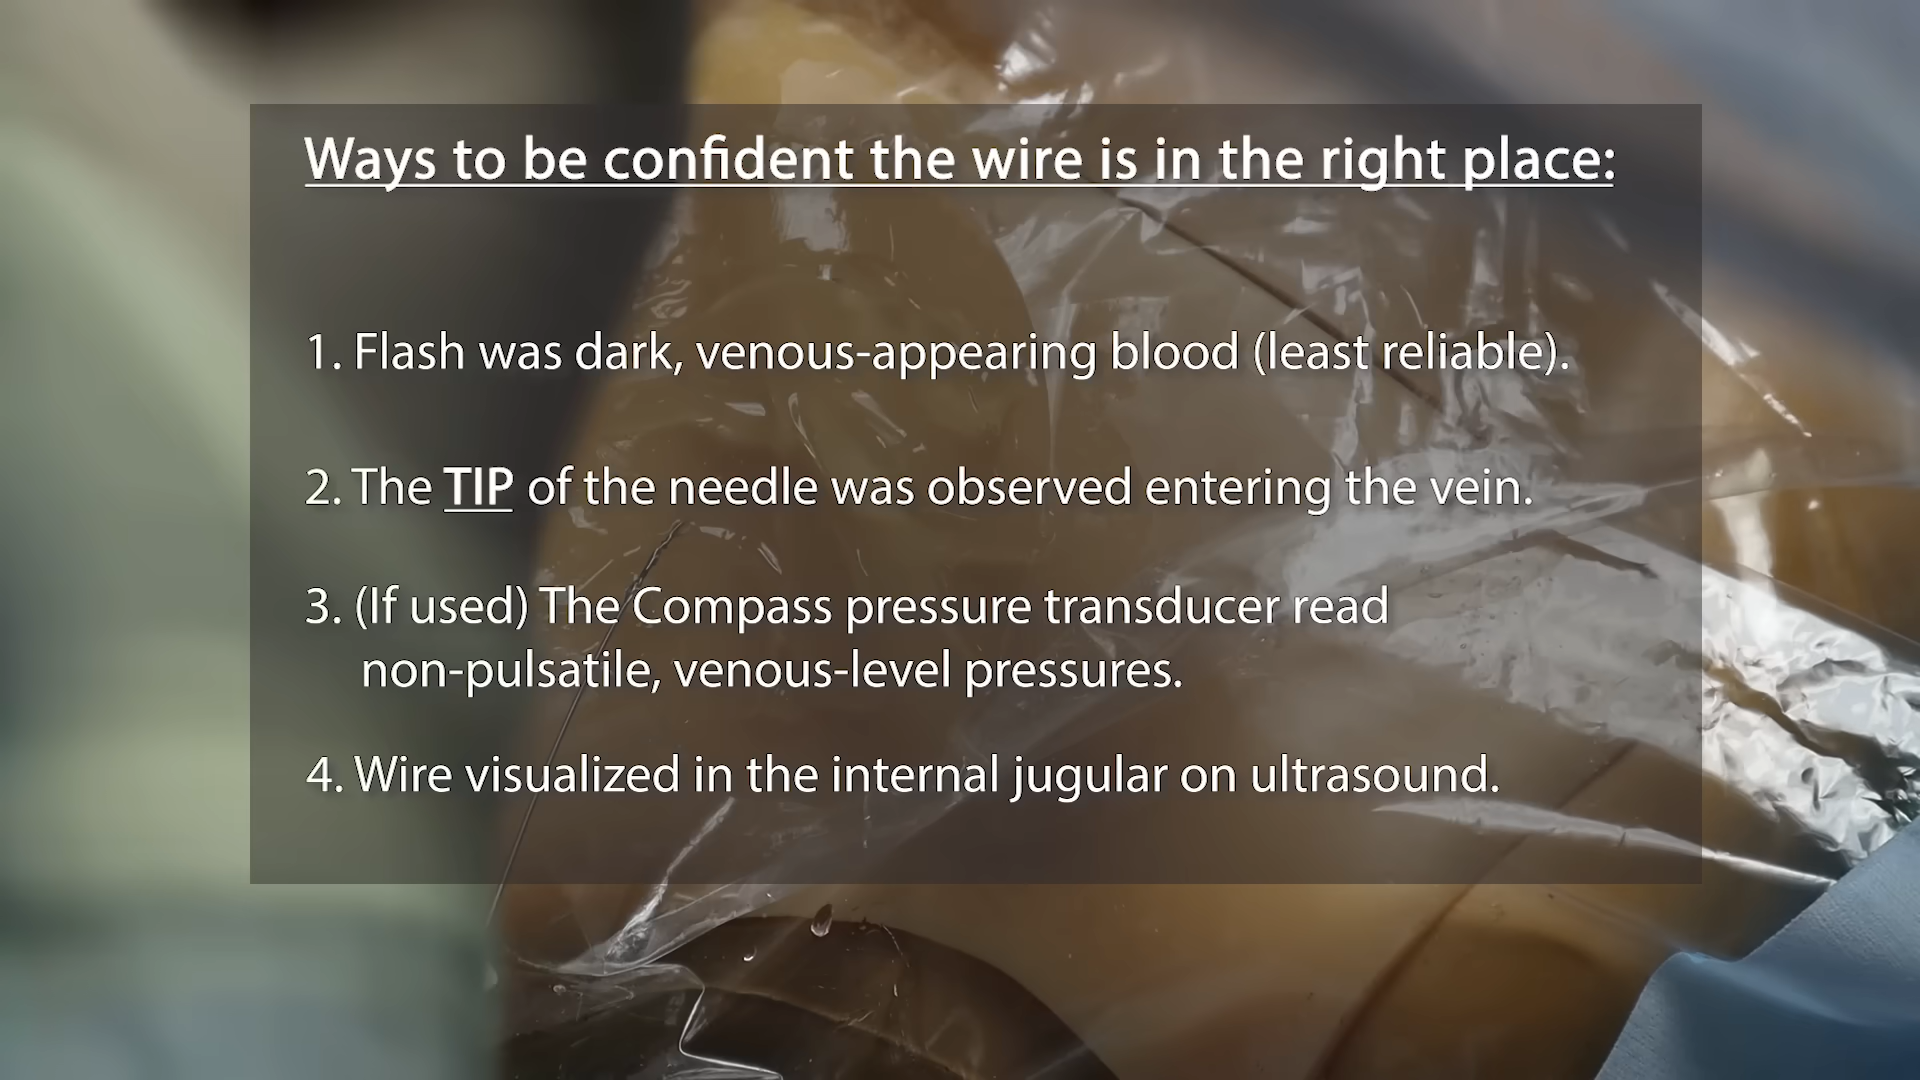 Ways to be confident the wire is in the right place:
1. Flash was dark, venous-appearing blood (least reliable).
2. The TIP of the needle was observed entering the vein.
3. (If used) The Compass pressure transducer read
non-pulsatile, venous-level pressures.
4. Wire visualized in the internal jugular on ultrasound.